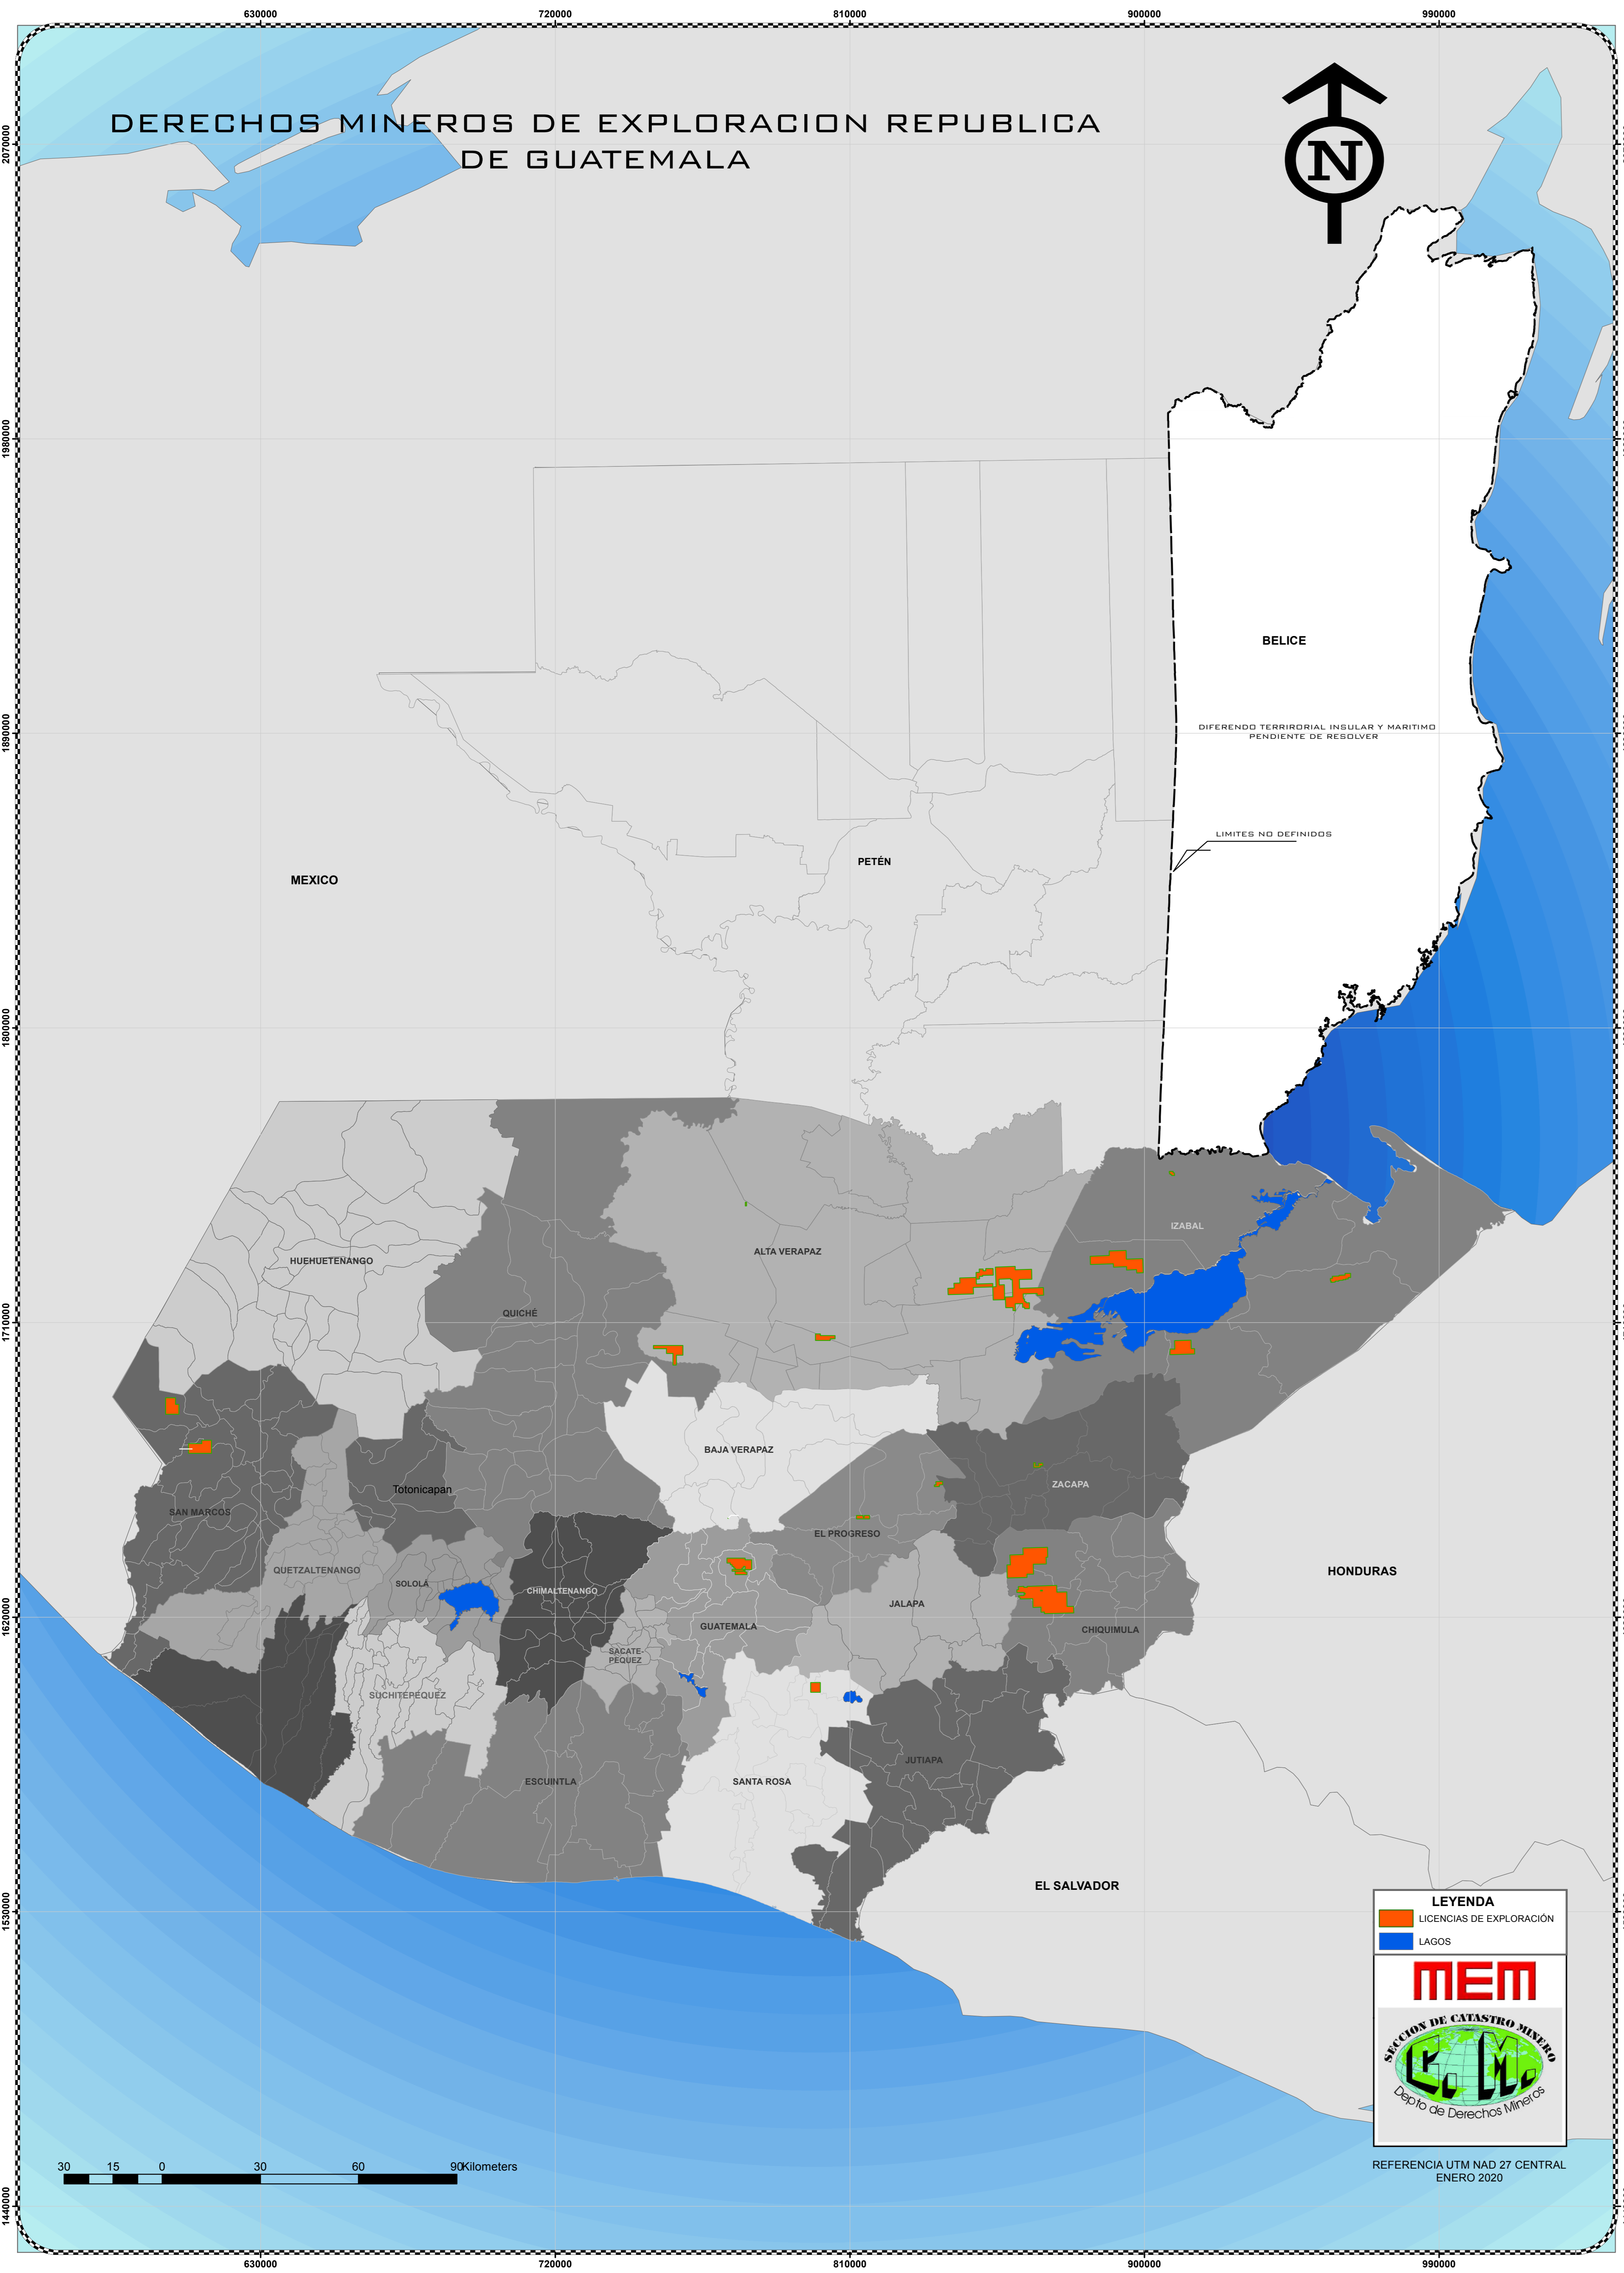 630000 720000 810000 900000 990000
DERECHOS MINEROS DE EXPLORACION REPUBLICA
DE GUATEMALA
N
2070000
1980000
1890000
1800000
1710000
1620000
1530000
1440000
BELICE
DIFERENDO TERRIRORIAL INSULAR Y MARITIMO
PENDIENTE DE RESOLVER
LIMITES NO DEFINIDOS
PETÉN
MEXICO
IZABAL
ALTA VERAPAZ
HUEHUETENANGO
QUICHÉ
BAJA VERAPAZ
ZACAPA
Totonicapan
SAN MARCOS
EL PROGRESO
QUETZALTENANGO
HONDURAS
SOLOLÁ
CHIMALTENANGO
JALAPA
GUATEMALA
CHIQUIMULA
SACATE-
PEQUEZ
SUCHITEPEQUEZ
JUTIAPA
ESCUINTLA
SANTA ROSA
EL SALVADOR
LEYENDA
LICENCIAS DE EXPLORACIÓN
LAGOS
MEM
SECCION DE CATASTRO MINERO
C. M.
Depto de Derechos Mineros
REFERENCIA UTM NAD 27 CENTRAL
ENERO 2020
30 15 0 30 60 90 Kilometers
630000 720000 810000 900000 990000